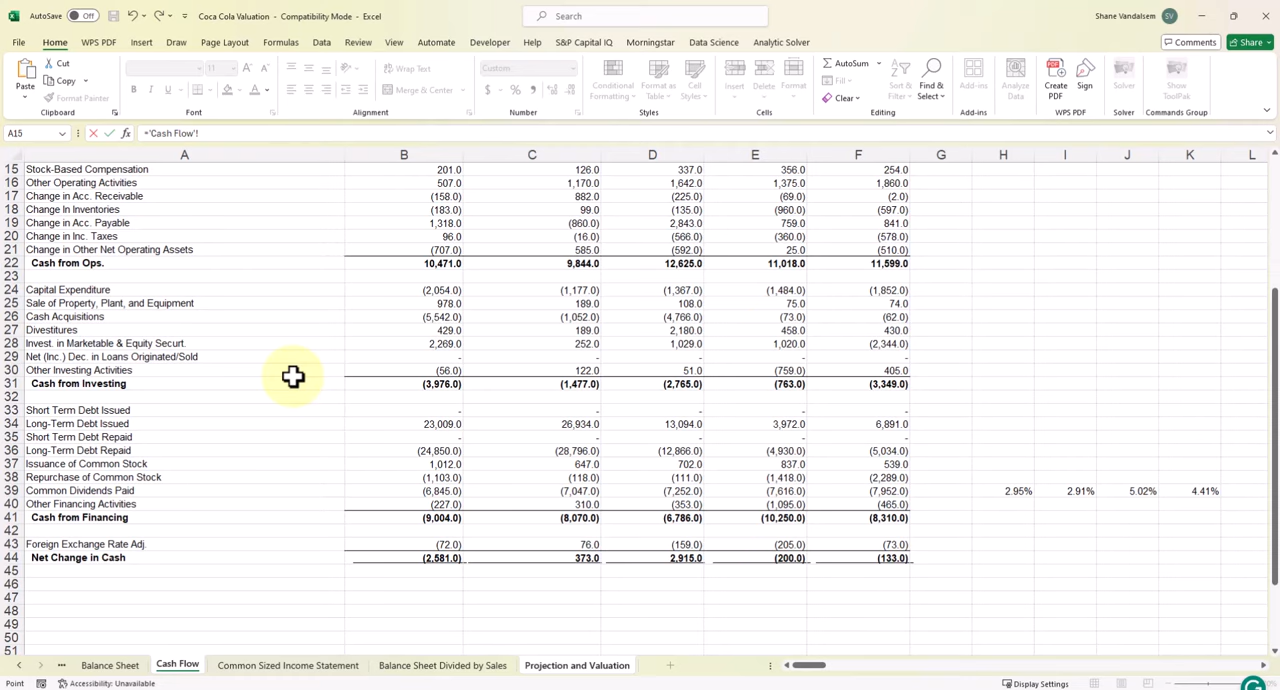 AutoSave Off Coca Cola Valuation - Compatibility Mode - Excel Search Shane Vandalsem SV
File Home WPS PDF Insert Draw Page Layout Formulas Data Review View Automate Developer Help S&P Capital IQ Morningstar Data Science Analytic Solver Comments Share
Paste Cut Copy Format Painter Clipboard
B I U A Font
Wrap Text Merge & Center Alignment
Custom $ % Number
Conditional Formatting Format as Table Cell Styles Styles
Insert Delete Format Cells
AutoSum Fill Clear Sort & Filter Find & Select Editing
Add-ins Analyze Data
Create PDF Sign WPS PDF
Solver Solver
Show ToolPak Commands Group
A15 fx ='Cash Flow'!
A B C D E F G H I J K L
15 Stock-Based Compensation 201.0 126.0 337.0 356.0 254.0
16 Other Operating Activities 507.0 1,170.0 1,642.0 1,375.0 1,860.0
17 Change in Acc. Receivable (158.0) 882.0 (225.0) (69.0) (2.0)
18 Change In Inventories (183.0) 99.0 (135.0) (960.0) (597.0)
19 Change in Acc. Payable 1,318.0 (860.0) 2,843.0 759.0 841.0
20 Change in Inc. Taxes 96.0 (16.0) (566.0) (360.0) (578.0)
21 Change in Other Net Operating Assets (707.0) 585.0 (592.0) 25.0 (510.0)
22 Cash from Ops. 10,471.0 9,844.0 12,625.0 11,018.0 11,599.0
23
24 Capital Expenditure (2,054.0) (1,177.0) (1,367.0) (1,484.0) (1,852.0)
25 Sale of Property, Plant, and Equipment 978.0 189.0 108.0 75.0 74.0
26 Cash Acquisitions (5,542.0) (1,052.0) (4,766.0) (73.0) (62.0)
27 Divestitures 429.0 189.0 2,180.0 458.0 430.0
28 Invest. in Marketable & Equity Securt. 2,269.0 252.0 1,029.0 1,020.0 (2,344.0)
29 Net (Inc.) Dec. in Loans Originated/Sold - - - - -
30 Other Investing Activities (56.0) 122.0 51.0 (759.0) 405.0
31 Cash from Investing (3,976.0) (1,477.0) (2,765.0) (763.0) (3,349.0)
32
33 Short Term Debt Issued - - - - -
34 Long-Term Debt Issued 23,009.0 26,934.0 13,094.0 3,972.0 6,891.0
35 Short Term Debt Repaid - - - - -
36 Long-Term Debt Repaid (24,850.0) (28,796.0) (12,866.0) (4,930.0) (5,034.0)
37 Issuance of Common Stock 1,012.0 647.0 702.0 837.0 539.0
38 Repurchase of Common Stock (1,103.0) (118.0) (111.0) (1,418.0) (2,289.0)
39 Common Dividends Paid (6,845.0) (7,047.0) (7,252.0) (7,616.0) (7,952.0) 2.95% 2.91% 5.02% 4.41%
40 Other Financing Activities (227.0) 310.0 (353.0) (1,095.0) (465.0)
41 Cash from Financing (9,004.0) (8,070.0) (6,786.0) (10,250.0) (8,310.0)
42
43 Foreign Exchange Rate Adj. (72.0) 76.0 (159.0) (205.0) (73.0)
44 Net Change in Cash (2,581.0) 373.0 2,915.0 (200.0) (133.0)
45
46
47
48
49
50
51
Balance Sheet Cash Flow Common Sized Income Statement Balance Sheet Divided by Sales Projection and Valuation
Point Accessibility: Unavailable Display Settings